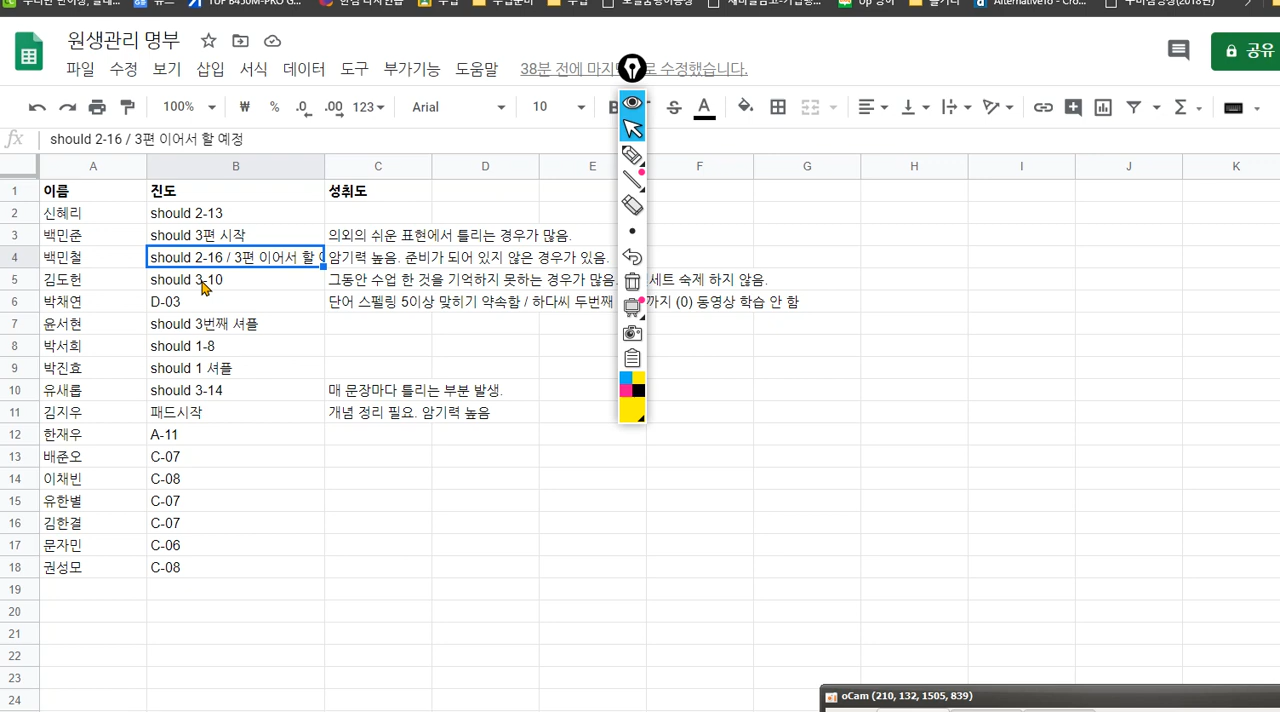 원생관리 명부
파일 수정 보기 삽입 서식 데이터 도구 부가기능 도움말 38분 전에 수정했습니다.
공유
100% ₩ % .0 .00 123 Arial 10 B S A
fx should 2-16 / 3편 이어서 할 예정
A B C D E F G H I J K
1 이름 진도 성취도
2 신혜리 should 2-13
3 백민준 should 3편 시작 의외의 쉬운 표현에서 틀리는 경우가 많음.
4 백민철 should 2-16 / 3편 이어서 할 암기력 높음. 준비가 되어 있지 않은 경우가 있음.
5 김도헌 should 3-10 그동안 수업 한 것을 기억하지 못하는 경우가 많음. 세트 숙제 하지 않음.
6 박채연 D-03 단어 스펠링 5이상 맞히기 약속함 / 하다씨 두번째 까지 (0) 동영상 학습 안 함
7 윤서현 should 3번째 셔플
8 박서희 should 1-8
9 박진효 should 1 셔플
10 유새롭 should 3-14 매 문장마다 틀리는 부분 발생.
11 김지우 패드시작 개념 정리 필요. 암기력 높음
12 한재우 A-11
13 배준오 C-07
14 이채빈 C-08
15 유한별 C-07
16 김한결 C-07
17 문자민 C-06
18 권성모 C-08
19
20
21
22
23
24
oCam (210, 132, 1505, 839)